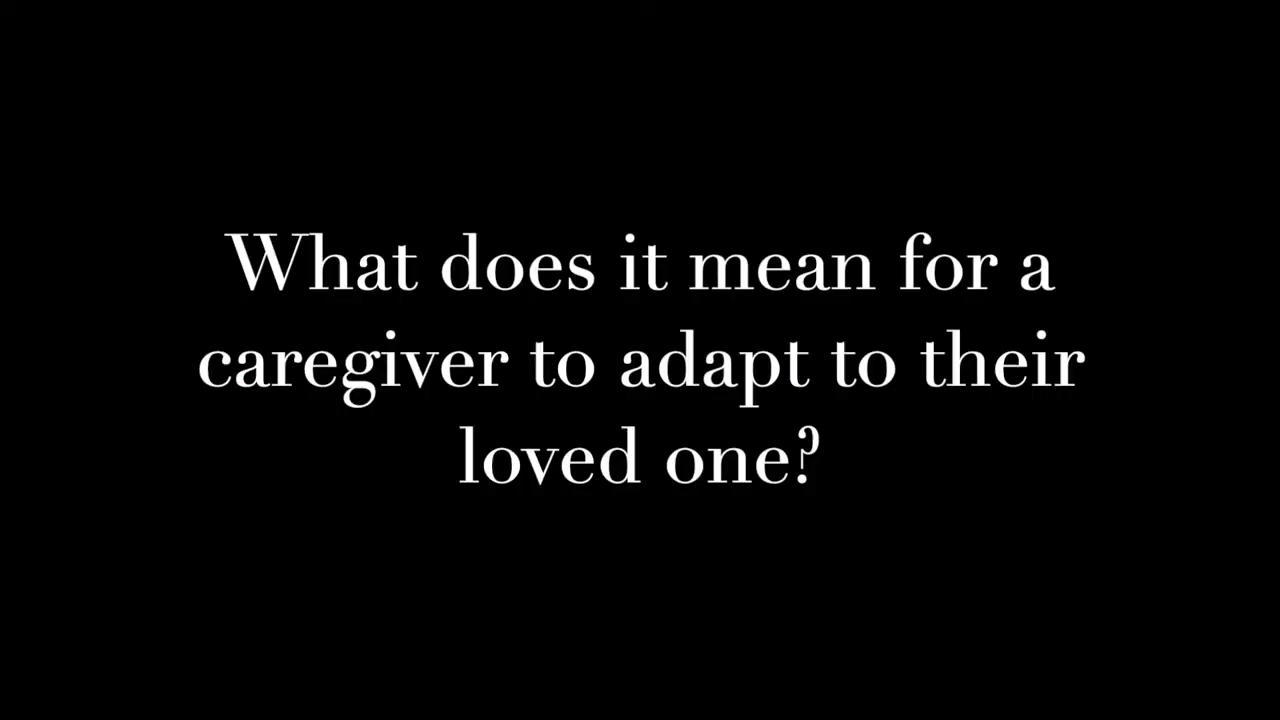 What does it mean for a
caregiver to adapt to their
loved one?